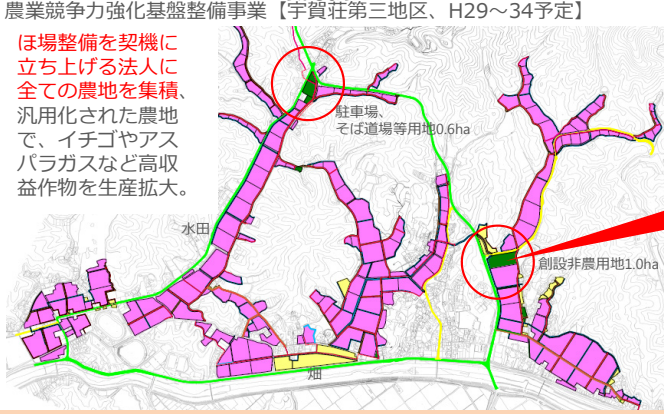 農業競争力強化基盤整備事業【宇賀荘第三地区、H29～34予定】
ほ場整備を契機に
立ち上げる法人に
全ての農地を集積、
汎用化された農地
で、イチゴやアス
パラガスなど高収
益作物を生産拡大。
駐車場、
そば道場等用地0.6ha
水田
創設非農用地1.0ha
畑